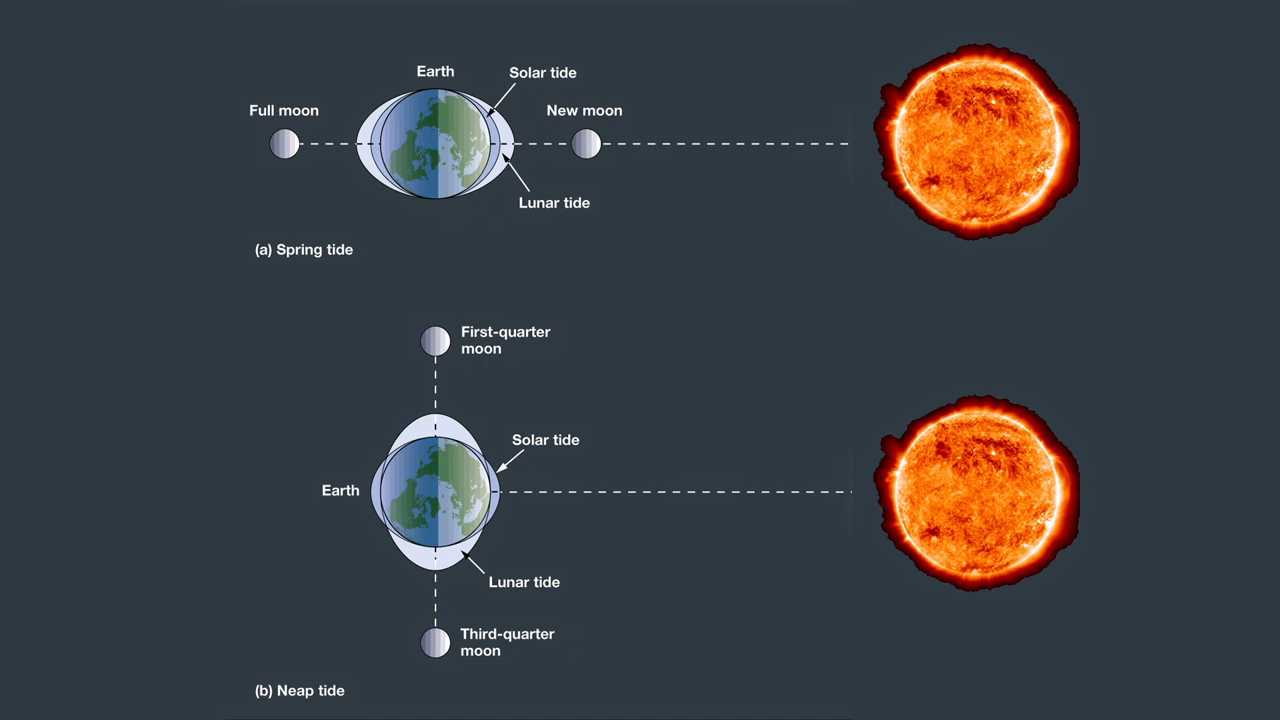 Earth
Solar tide
Full moon
New moon
Lunar tide
(a) Spring tide
First-quarter
moon
Solar tide
Earth
Lunar tide
Third-quarter
moon
(b) Neap tide